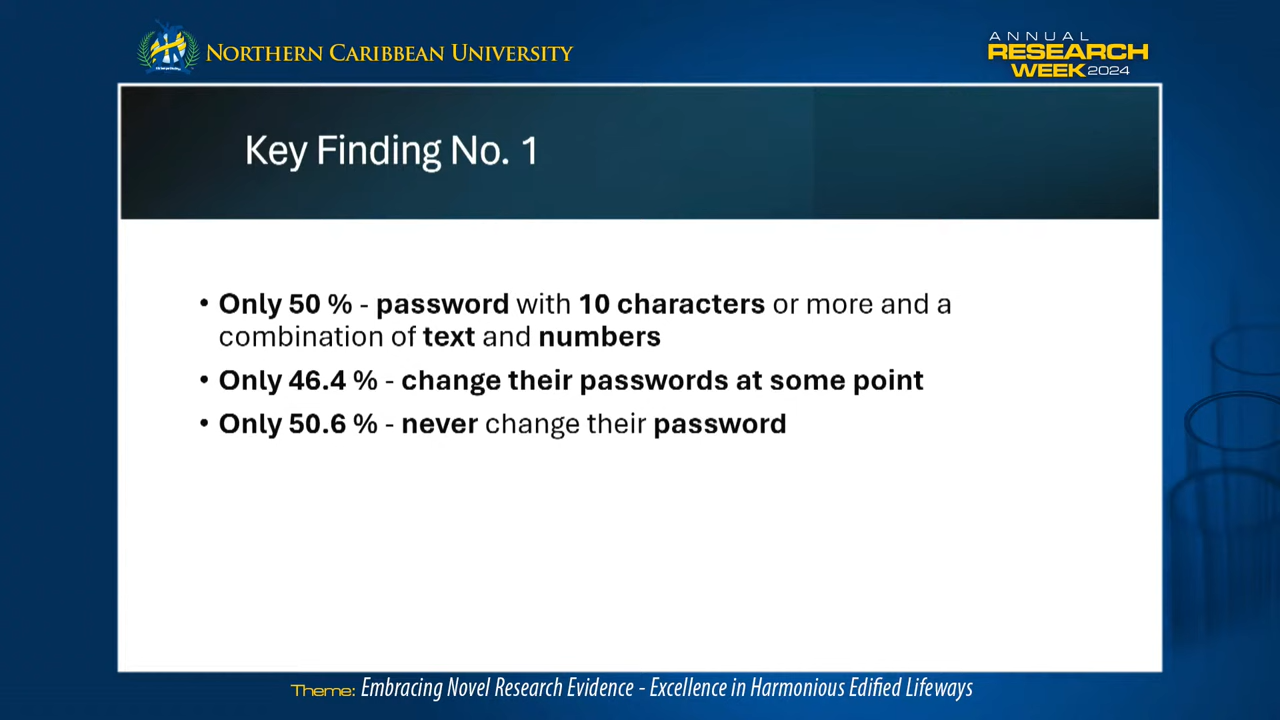 NORTHERN CARIBBEAN UNIVERSITY
ANNUAL
RESEARCH
WEEK 2024
Key Finding No. 1
• Only 50 % - password with 10 characters or more and a
combination of text and numbers
• Only 46.4 % - change their passwords at some point
• Only 50.6 % - never change their password
Theme: Embracing Novel Research Evidence - Excellence in Harmonious Edified Lifeways